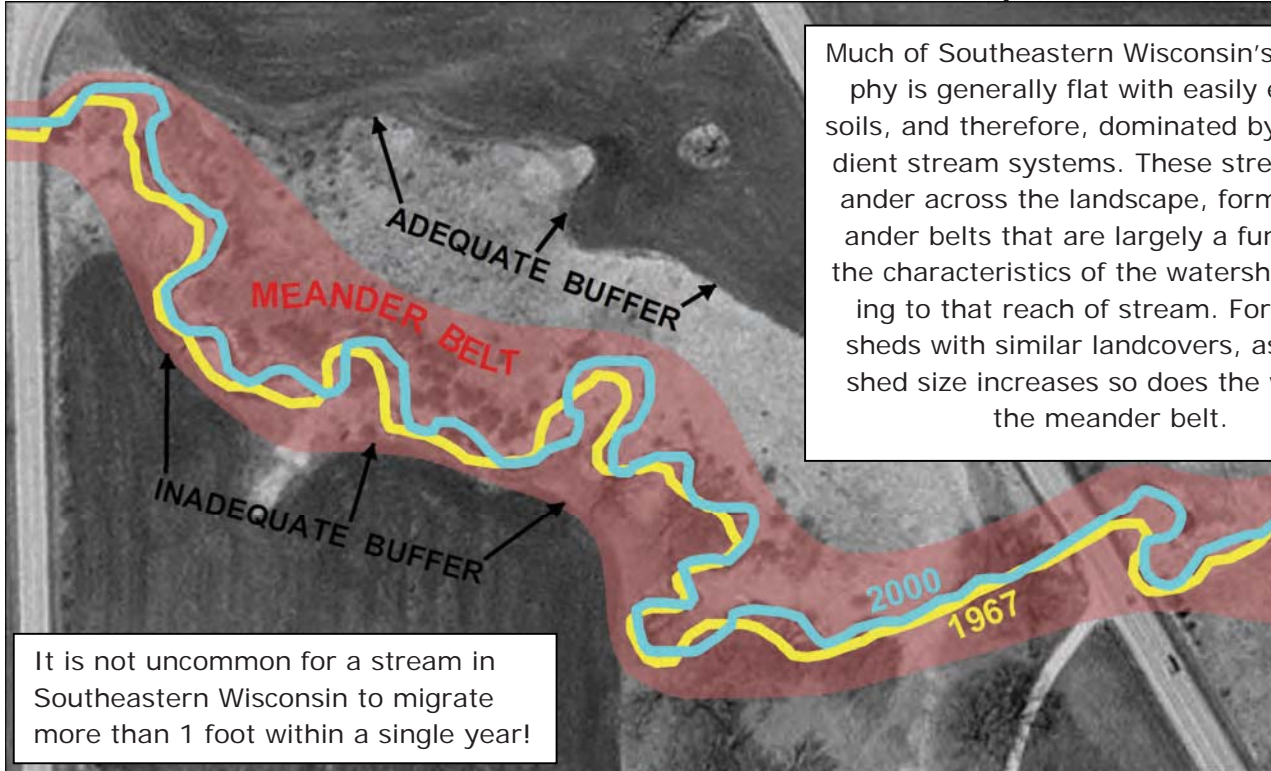 Much of Southeastern Wisconsin's
phy is generally flat with easily e
soils, and therefore, dominated by
dient stream systems. These stre
ander across the landscape, form
ander belts that are largely a fu
the characteristics of the watersh
ing to that reach of stream. For
sheds with similar landcovers, as
shed size increases so does the
the meander belt.
ADEQUATE BUFFER
MEANDER BELT
INADEQUATE BUFFER
2000
1967
It is not uncommon for a stream in
Southeastern Wisconsin to migrate
more than 1 foot within a single year!